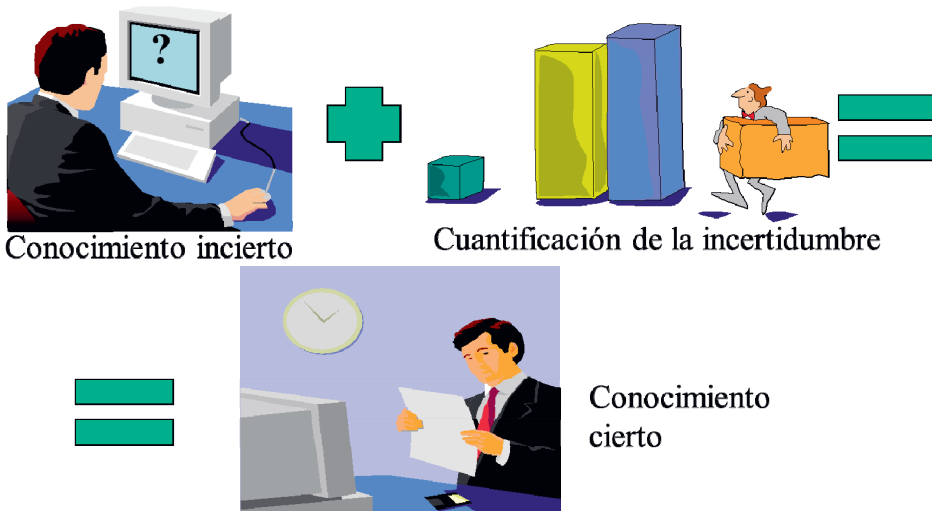 ?
Conocimiento incierto
Cuantificación de la incertidumbre
Conocimiento
cierto